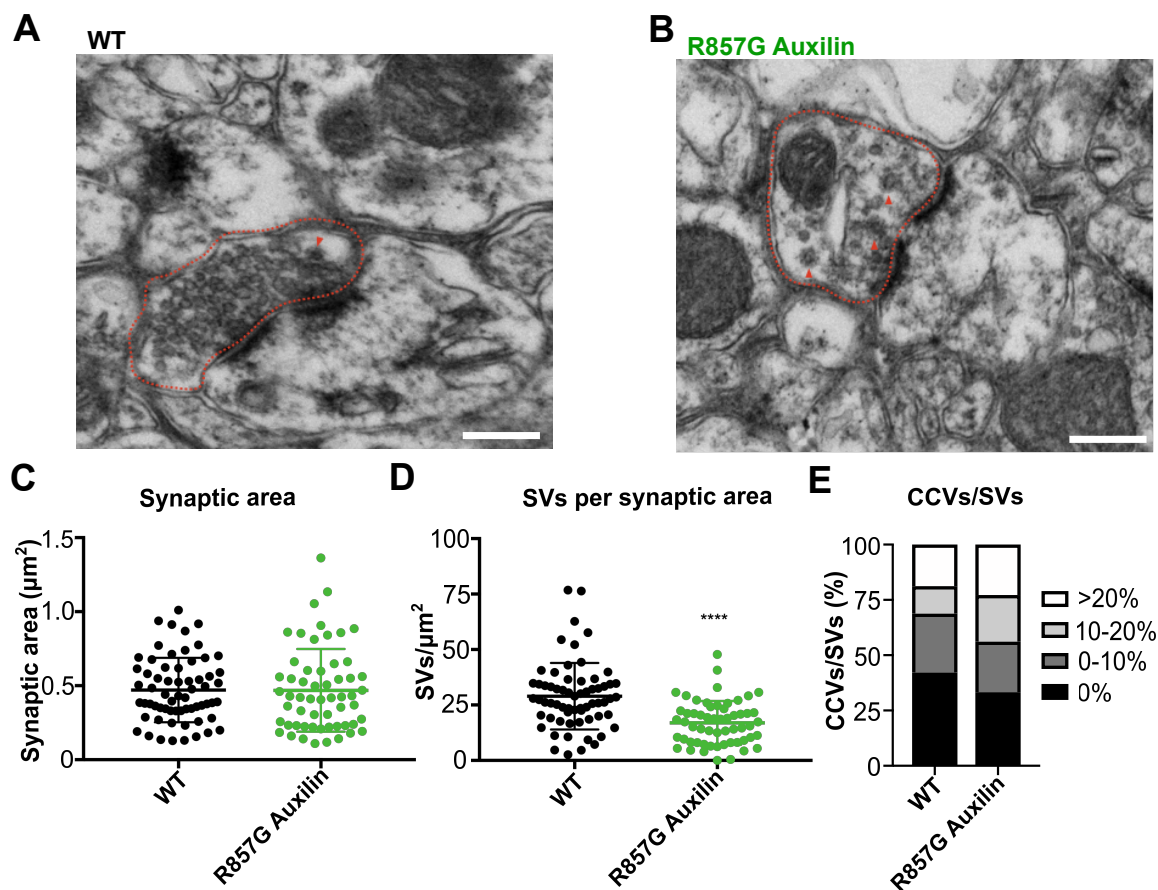 A
WT
B
R857G Auxilin
C
Synaptic area
Synaptic area (µm²)
1.5
1.0
0.5
0
WT
R857G Auxilin
D
SVs per synaptic area
SVs/µm²
100
75
50
25
0
****
WT
R857G Auxilin
E
CCVs/SVs
CCVs/SVs (%)
100
75
50
25
0
WT
R857G Auxilin
>20%
10-20%
0-10%
0%